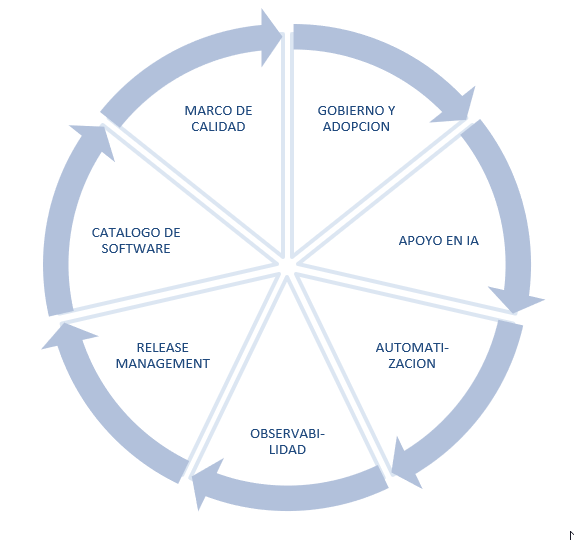 MARCO DE
CALIDAD
GOBIERNO Y
ADOPCION
APOYO EN IA
AUTOMATI-
ZACION
OBSERVABI-
LIDAD
RELEASE
MANAGEMENT
CATALOGO DE
SOFTWARE